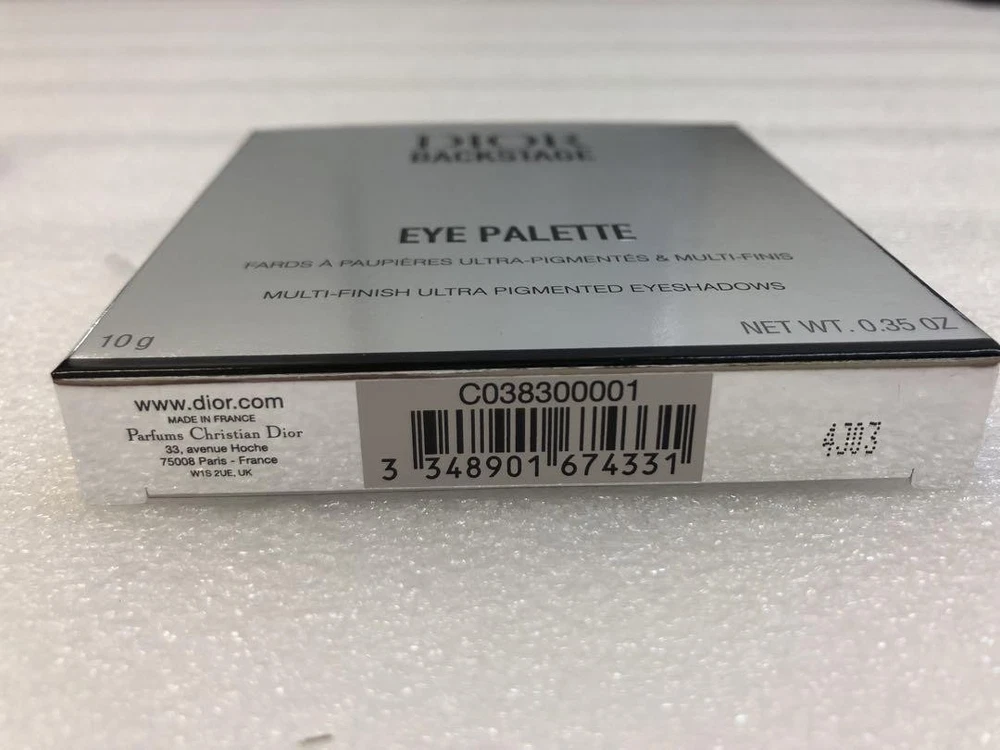 DIOR
BACKSTAGE
EYE PALETTE
FARDS À PAUPIÈRES ULTRA-PIGMENTÉS & MULTI-FINIS
MULTI-FINISH ULTRA PIGMENTED EYESHADOWS
10 g
NET WT. 0.35 OZ
www.dior.com
MADE IN FRANCE
Parfums Christian Dior
33, avenue Hoche
75008 Paris - France
W1S 2UE, UK
C038300001
3 348901 674331
4J03